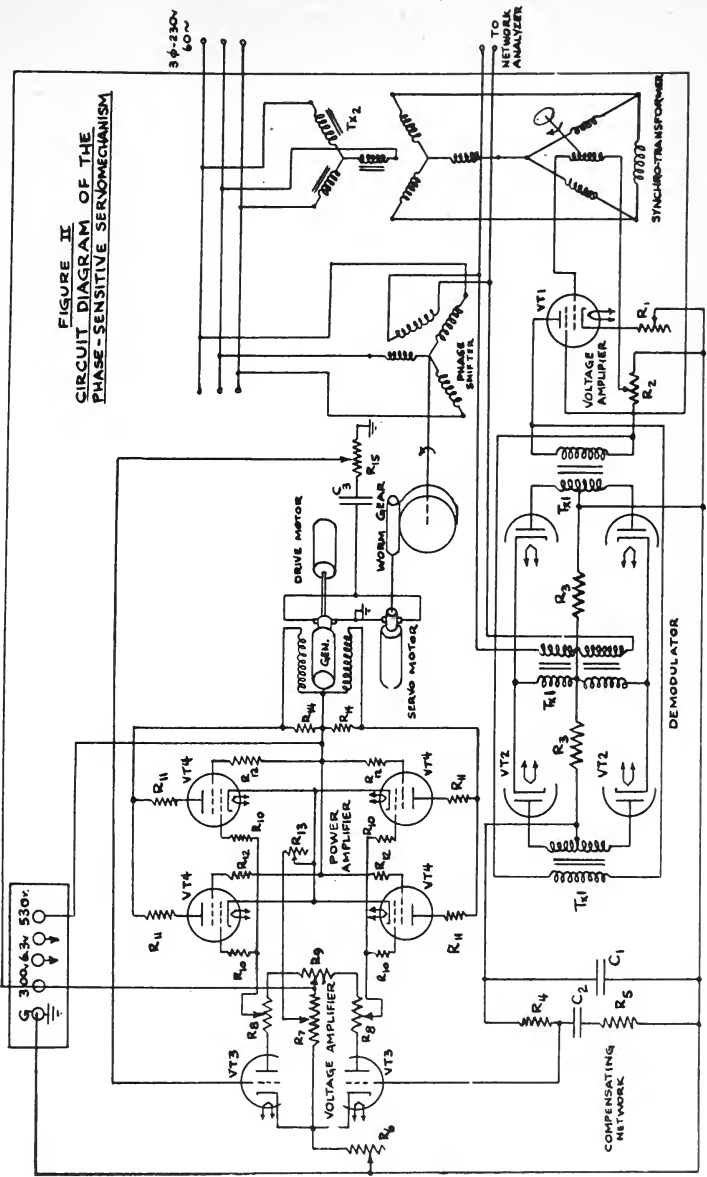 FIGURE II
CIRCUIT DIAGRAM OF THE
PHASE-SENSITIVE SERVOMECHANISM
3φ-230v
60~
TO
NETWORK
ANALYZER
TX2
SYNCHRO-TRANSFORMER
PHASE
SHIFTER
VT1
VOLTAGE
AMPLIFIER
R1
R2
R15
C3
DRIVE MOTOR
WORM GEAR
GEN.
SERVO MOTOR
R14
R14
R11
VT4
R12
R10
R12
VT4
R11
R10
POWER
AMPLIFIER
R13
VT4
R12
R10
R11
R12
VT4
R10
R11
G 300v 6.3v 530v.
R8
R9
R7
R8
VT3
VOLTAGE AMPLIFIER
VT3
R6
TX1
R3
TX1
R3
VT2
VT2
TX1
DEMODULATOR
R4
C2
C1
R5
COMPENSATING
NETWORK